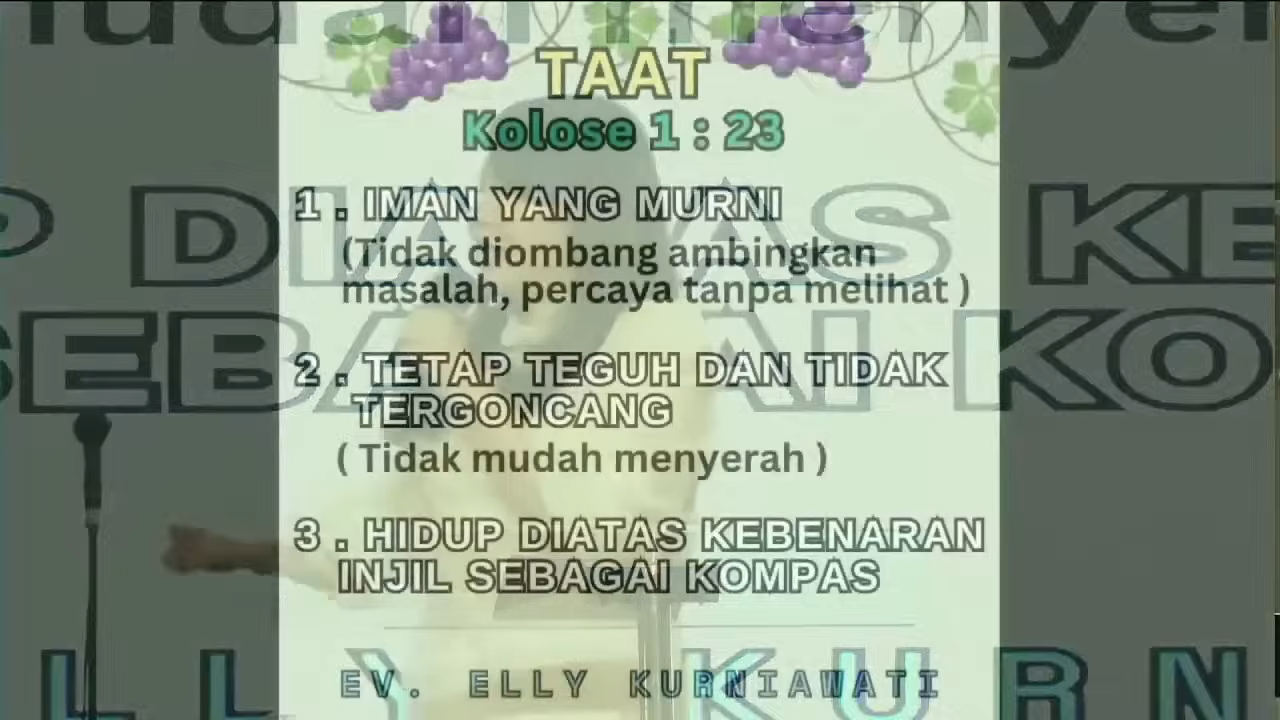 TAAT
Kolose 1 : 23
1 . IMAN YANG MURNI
(Tidak diombang ambingkan
masalah, percaya tanpa melihat )
2 . TETAP TEGUH DAN TIDAK
TERGONCANG
( Tidak mudah menyerah )
3 . HIDUP DIATAS KEBENARAN
INJIL SEBAGAI KOMPAS
EV. ELLY KURNIAWATI